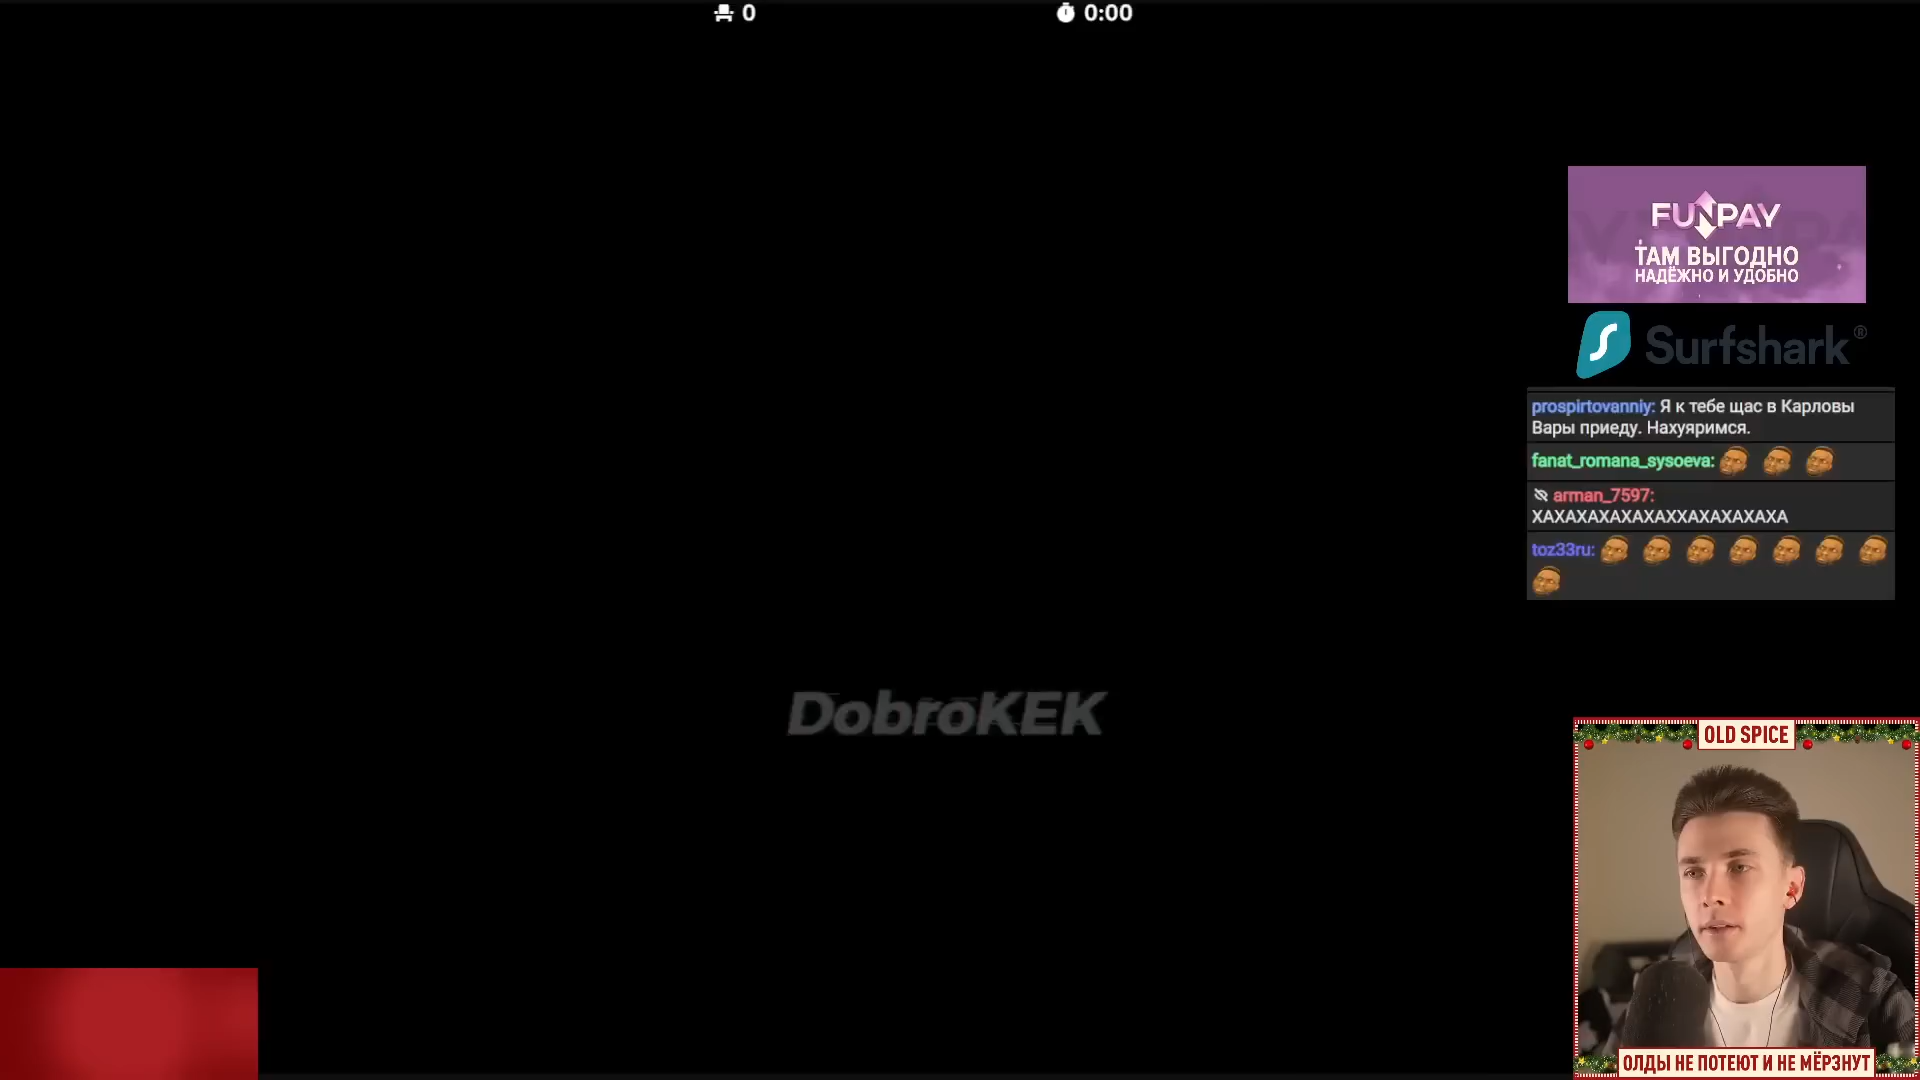 0
0:00
FUNPAY
ТАМ ВЫГОДНО
НАДЁЖНО И УДОБНО
Surfshark®
prospirtovanniy: Я к тебе щас в Карловы
Вары приеду. Нахуяримся.
fanat_romana_sysoeva:
arman_7597:
ХАХАХАХАХАХАХХАХАХАХАХА
toz33ru:
DobroKEK
OLD SPICE
ОЛДЫ НЕ ПОТЕЮТ И НЕ МЁРЗНУТ